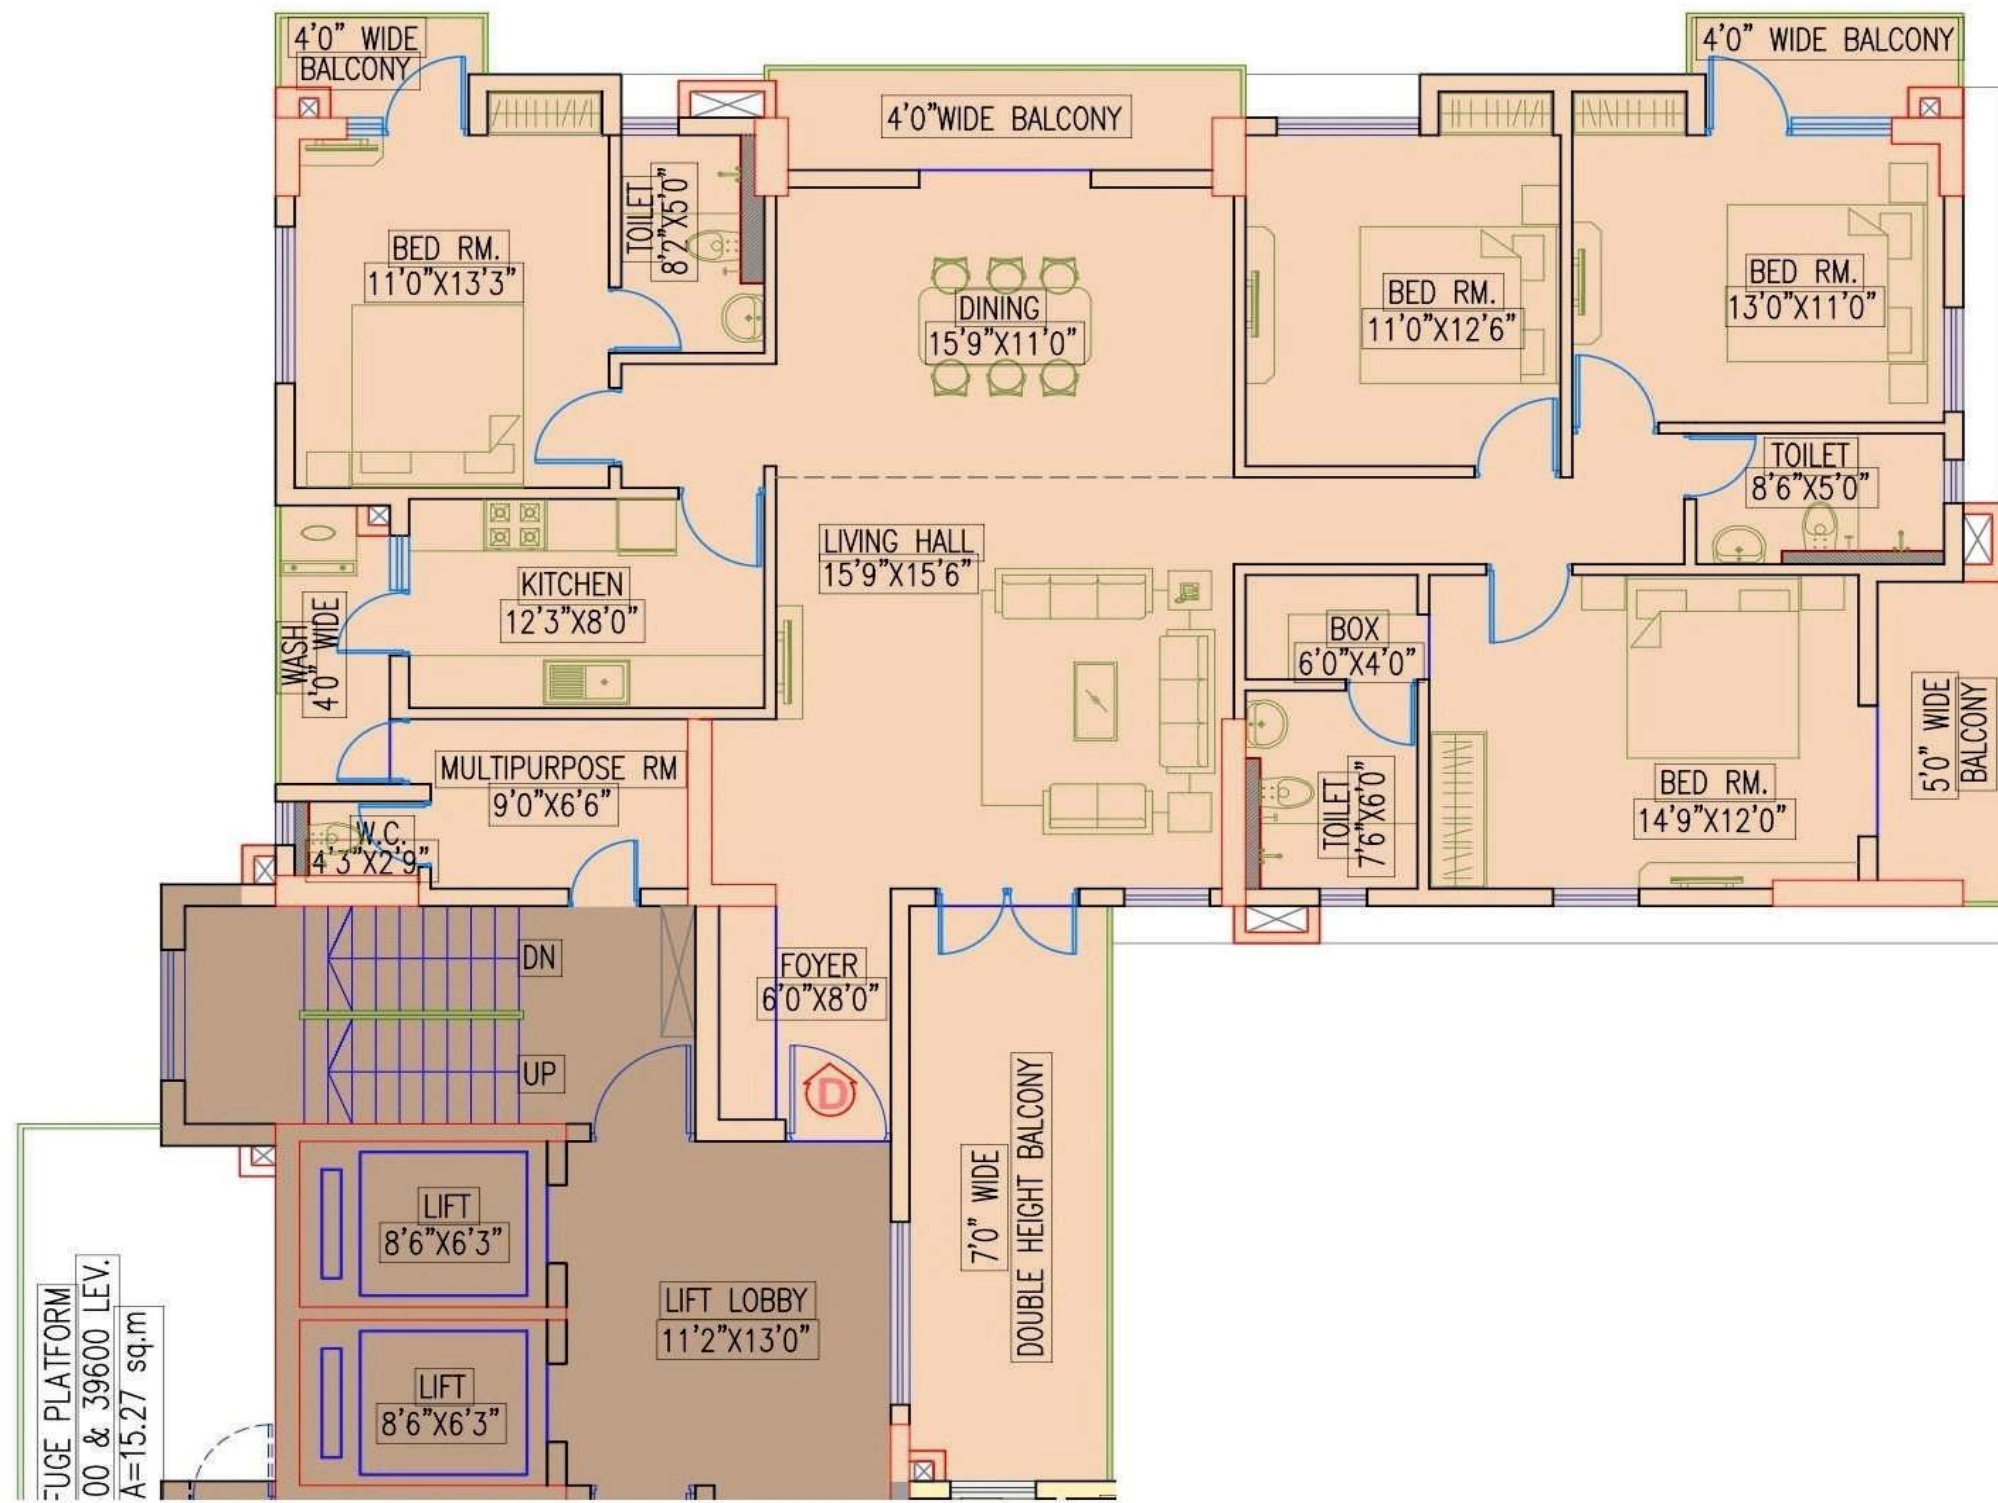 4'0" WIDE
BALCONY
4'0"WIDE BALCONY
4'0" WIDE BALCONY
BED RM.
11'0"X13'3"
TOILET
8'2"X5'0"
DINING
15'9"X11'0"
BED RM.
11'0"X12'6"
BED RM.
13'0"X11'0"
TOILET
8'6"X5'0"
KITCHEN
12'3"X8'0"
LIVING HALL
15'9"X15'6"
WASH
4'0" WIDE
BOX
6'0"X4'0"
TOILET
7'6"X6'0"
BED RM.
14'9"X12'0"
5'0" WIDE
BALCONY
MULTIPURPOSE RM
9'0"X6'6"
W.C.
4'3"X2'9"
DN
UP
FOYER
6'0"X8'0"
D
7'0" WIDE
DOUBLE HEIGHT BALCONY
LIFT
8'6"X6'3"
LIFT LOBBY
11'2"X13'0"
LIFT
8'6"X6'3"
FUGE PLATFORM
00 & 39600 LEV.
A=15.27 sq.m